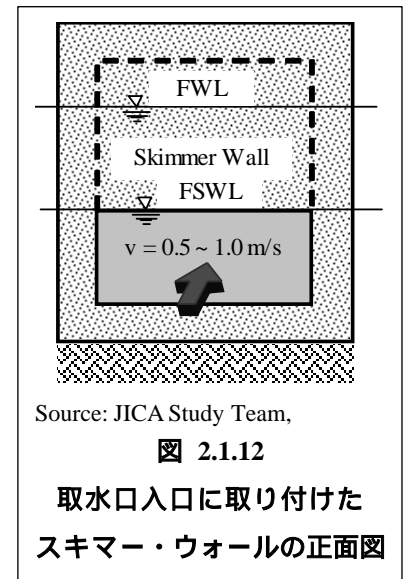 FWL
Skimmer Wall
FSWL
v = 0.5 ~ 1.0 m/s
Source: JICA Study Team,
図 2.1.12
取水口入口に取り付けた
スキマー・ウォールの正面図